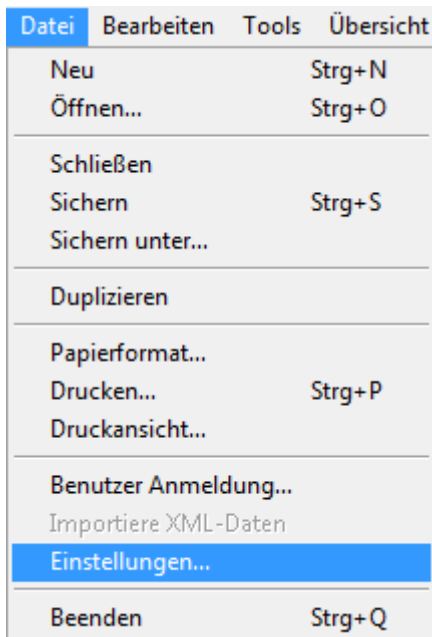 Datei Bearbeiten Tools Übersicht
Neu Strg+N
Öffnen... Strg+O
Schließen
Sichern Strg+S
Sichern unter...
Duplizieren
Papierformat...
Drucken... Strg+P
Druckansicht...
Benutzer Anmeldung...
Importiere XML-Daten
Einstellungen...
Beenden Strg+Q